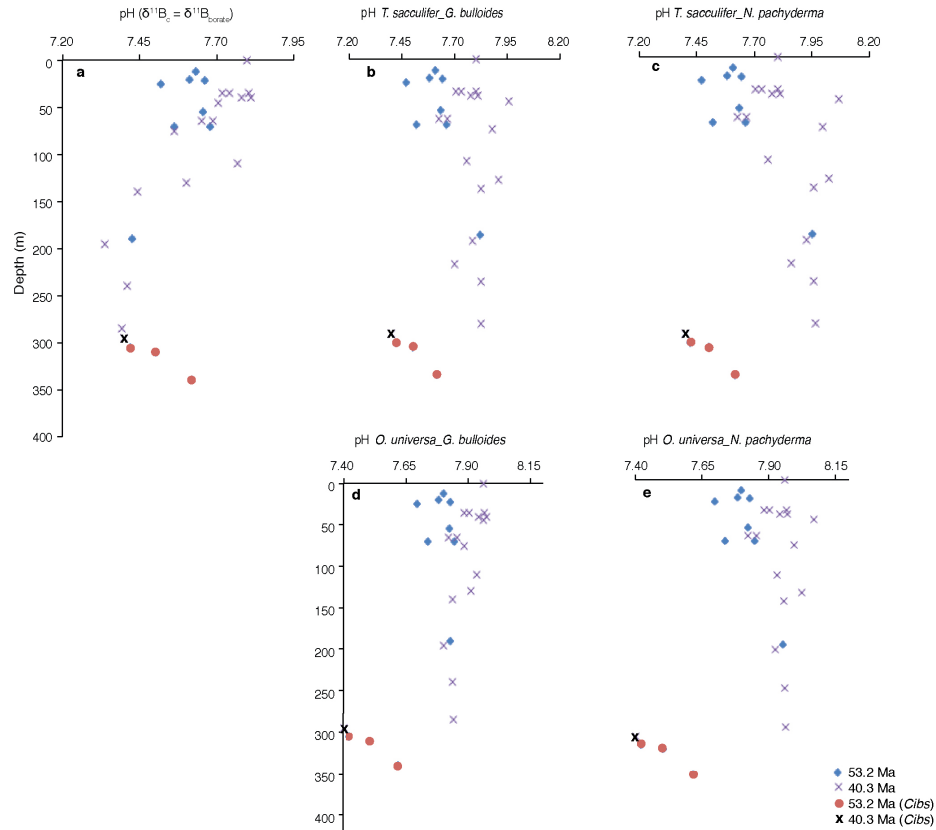 pH (δ¹¹Bc = δ¹¹Bborate)
7.20 7.45 7.70 7.95
a
0
50
100
150
200
250
300
350
400
Depth (m)
pH T. sacculifer_G. bulloides
7.20 7.45 7.70 7.95 8.20
b
pH T. sacculifer_N. pachyderma
7.20 7.45 7.70 7.95 8.20
c
pH O. universa_G. bulloides
7.40 7.65 7.90 8.15
d
0
50
100
150
200
250
300
350
400
pH O. universa_N. pachyderma
7.40 7.65 7.90 8.15
e
53.2 Ma
40.3 Ma
53.2 Ma (Cibs)
40.3 Ma (Cibs)